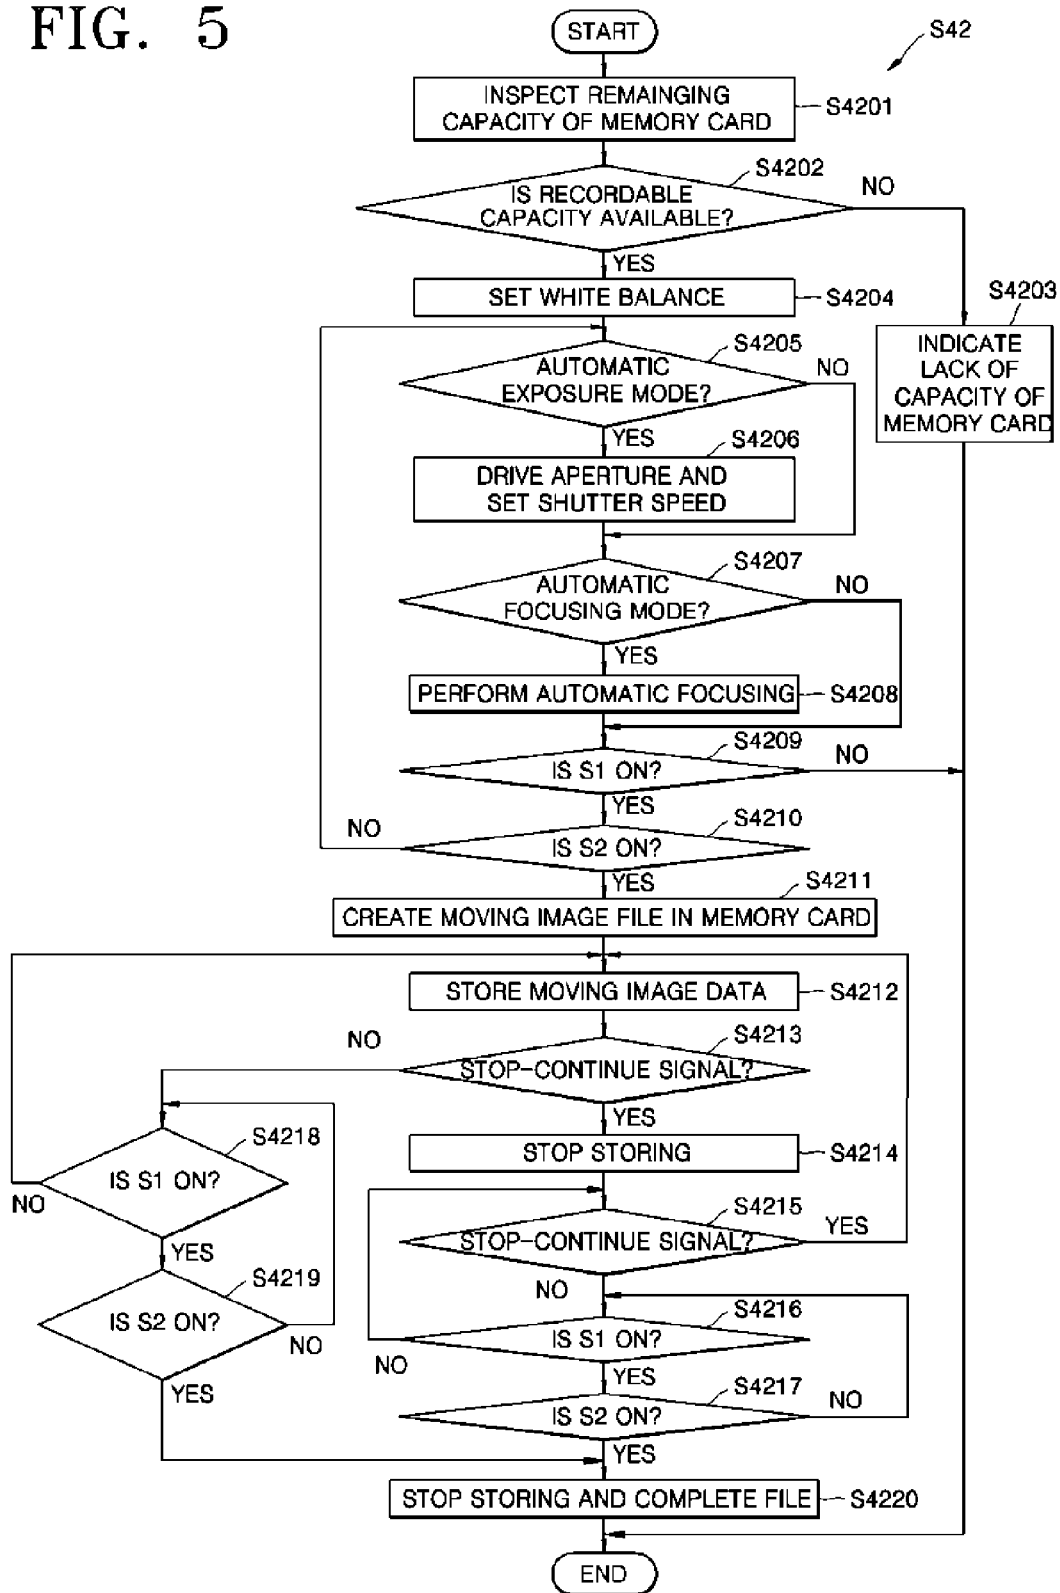 FIG. 5
START
S42
INSPECT REMAINGING
CAPACITY OF MEMORY CARD
S4201
S4202
IS RECORDABLE
CAPACITY AVAILABLE?
NO
YES
SET WHITE BALANCE
S4204
S4203
INDICATE
LACK OF
CAPACITY OF
MEMORY CARD
S4205
AUTOMATIC
EXPOSURE MODE?
NO
YES
S4206
DRIVE APERTURE AND
SET SHUTTER SPEED
S4207
AUTOMATIC
FOCUSING MODE?
NO
YES
PERFORM AUTOMATIC FOCUSING
S4208
S4209
IS S1 ON?
NO
YES
S4210
NO
IS S2 ON?
YES
S4211
CREATE MOVING IMAGE FILE IN MEMORY CARD
STORE MOVING IMAGE DATA
S4212
NO
S4213
STOP-CONTINUE SIGNAL?
YES
STOP STORING
S4214
S4218
IS S1 ON?
NO
YES
S4215
STOP-CONTINUE SIGNAL?
YES
NO
S4219
IS S2 ON?
NO
YES
S4216
IS S1 ON?
NO
YES
S4217
IS S2 ON?
NO
YES
STOP STORING AND COMPLETE FILE
S4220
END